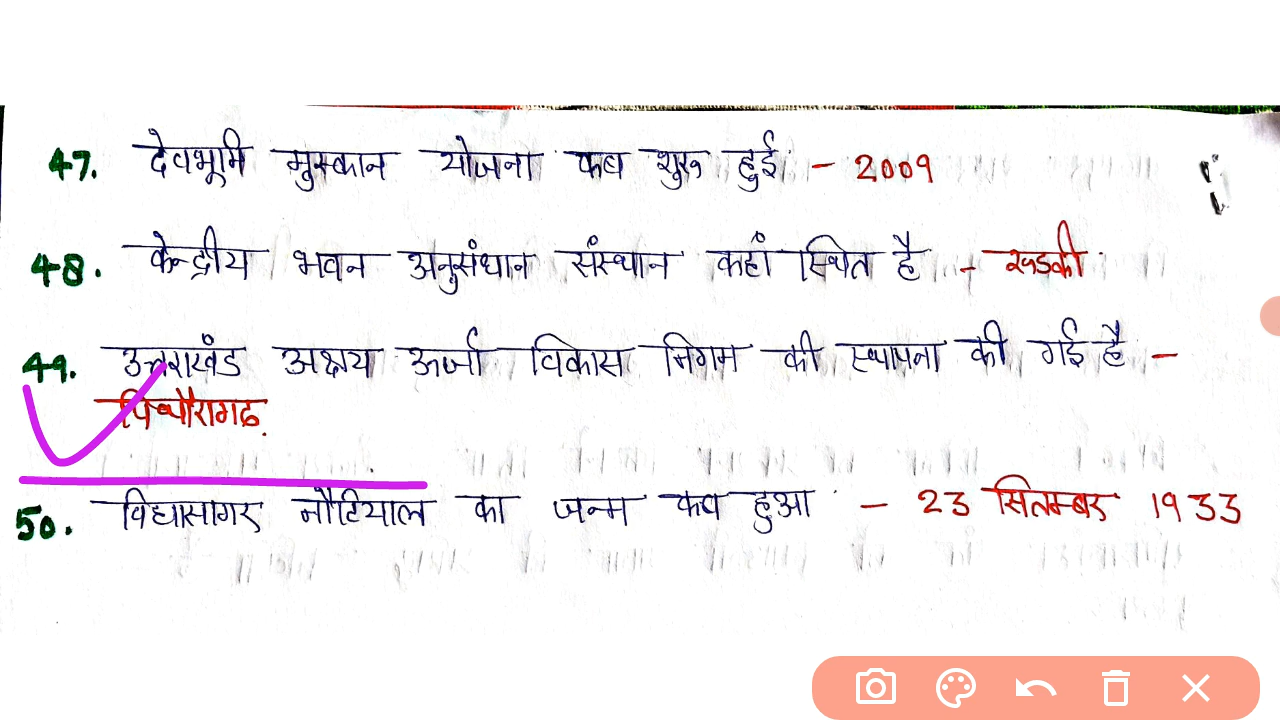 47. देवभूमि मुस्कान योजना कब शुरू हुई - 2009
48. केन्द्रीय भवन अनुसंधान संस्थान कहां स्थित है - रूडकी
49. उत्तराखंड अक्षय ऊर्जा विकास निगम की स्थापना की गई है -
पिथौरागढ.
50. विद्यासागर नौटियाल का जन्म कब हुआ - 23 सितम्बर 1933